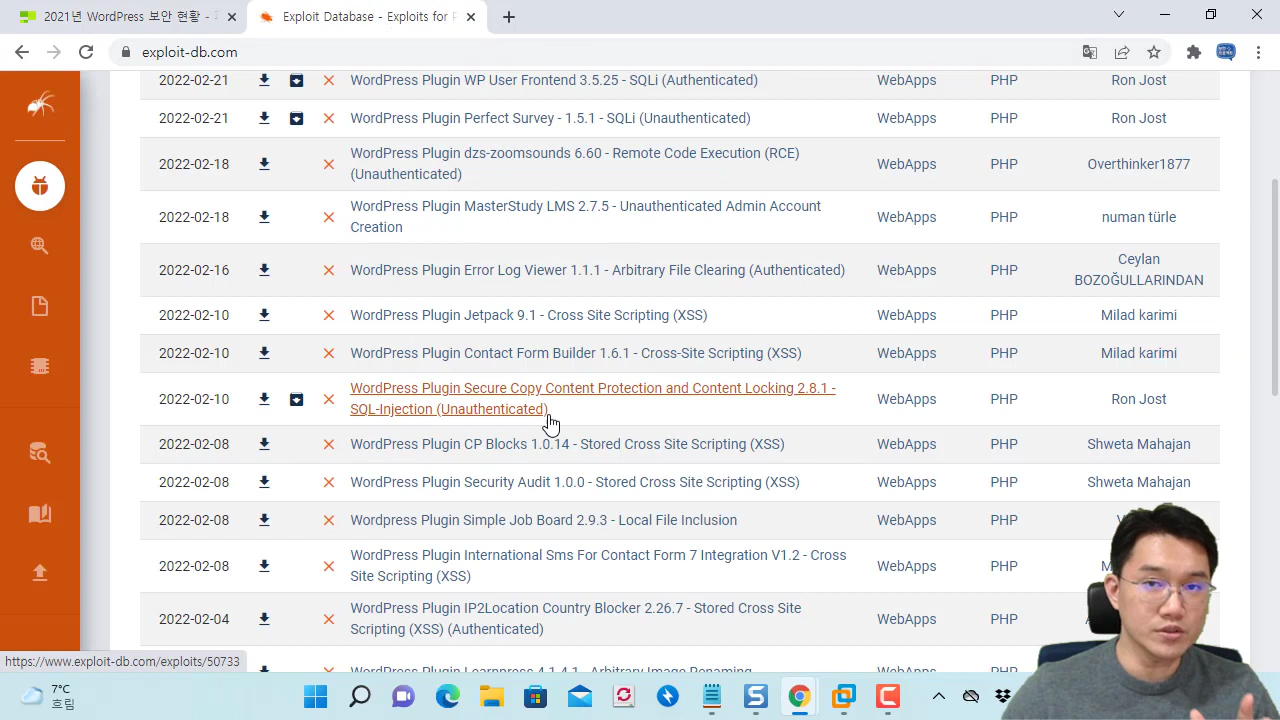 2021년 WordPress 보안 현황 -
Exploit Database - Exploits for P
exploit-db.com
2022-02-21 WordPress Plugin WP User Frontend 3.5.25 - SQLi (Authenticated) WebApps PHP Ron Jost
2022-02-21 WordPress Plugin Perfect Survey - 1.5.1 - SQLi (Unauthenticated) WebApps PHP Ron Jost
2022-02-18 WordPress Plugin dzs-zoomsounds 6.60 - Remote Code Execution (RCE) WebApps PHP Overthinker1877
(Unauthenticated)
2022-02-18 WordPress Plugin MasterStudy LMS 2.7.5 - Unauthenticated Admin Account WebApps PHP numan türle
Creation
2022-02-16 WordPress Plugin Error Log Viewer 1.1.1 - Arbitrary File Clearing (Authenticated) WebApps PHP Ceylan
BOZOĞULLARINDAN
2022-02-10 WordPress Plugin Jetpack 9.1 - Cross Site Scripting (XSS) WebApps PHP Milad karimi
2022-02-10 WordPress Plugin Contact Form Builder 1.6.1 - Cross-Site Scripting (XSS) WebApps PHP Milad karimi
2022-02-10 WordPress Plugin Secure Copy Content Protection and Content Locking 2.8.1 - WebApps PHP Ron Jost
SQL-Injection (Unauthenticated)
2022-02-08 WordPress Plugin CP Blocks 1.0.14 - Stored Cross Site Scripting (XSS) WebApps PHP Shweta Mahajan
2022-02-08 WordPress Plugin Security Audit 1.0.0 - Stored Cross Site Scripting (XSS) WebApps PHP Shweta Mahajan
2022-02-08 Wordpress Plugin Simple Job Board 2.9.3 - Local File Inclusion WebApps PHP
2022-02-08 WordPress Plugin International Sms For Contact Form 7 Integration V1.2 - Cross WebApps PHP
Site Scripting (XSS)
2022-02-04 WordPress Plugin IP2Location Country Blocker 2.26.7 - Stored Cross Site WebApps PHP
Scripting (XSS) (Authenticated)
WordPress Plugin Learnpress 4.1.4.1 - Arbitrary Image Renaming
https://www.exploit-db.com/exploits/50733
7°C
흐림